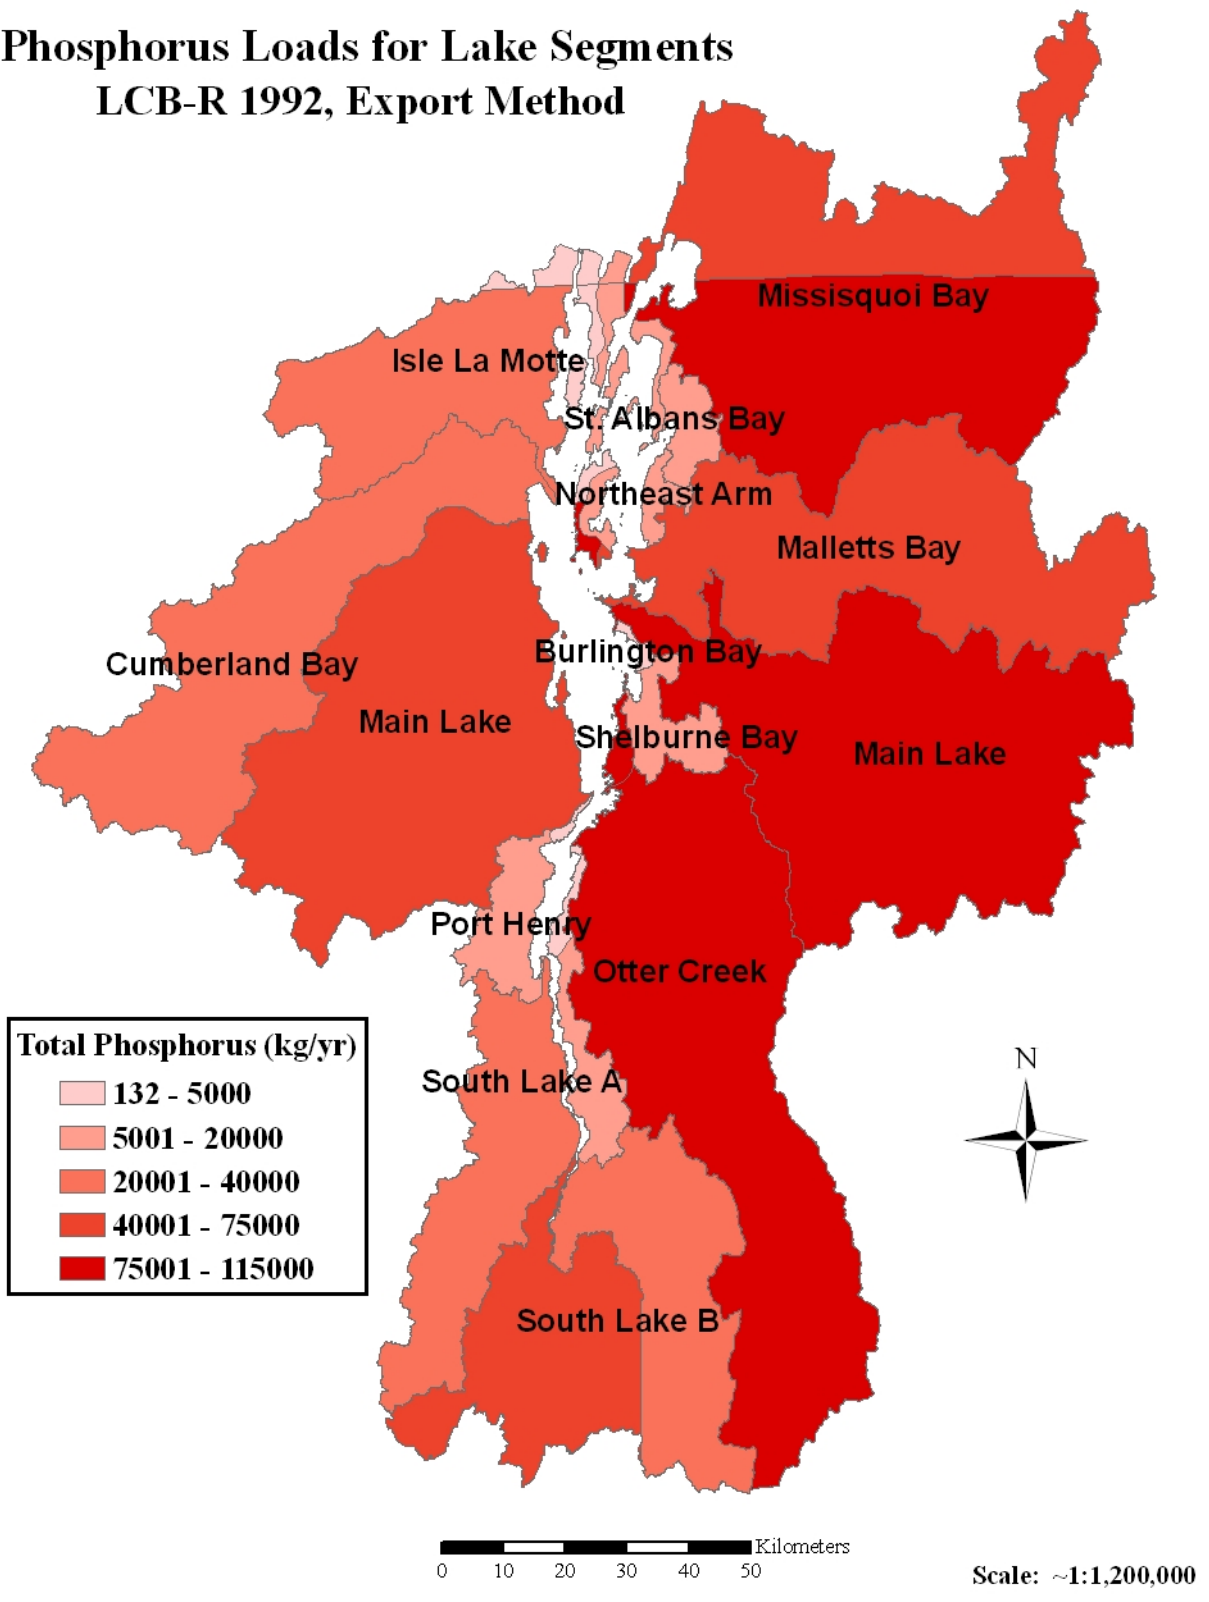 Phosphorus Loads for Lake Segments
LCB-R 1992, Export Method
Missisquoi Bay
Isle La Motte
St. Albans Bay
Northeast Arm
Malletts Bay
Burlington Bay
Cumberland Bay
Main Lake
Shelburne Bay
Main Lake
Port Henry
Otter Creek
South Lake A
South Lake B
Total Phosphorus (kg/yr)
132 - 5000
5001 - 20000
20001 - 40000
40001 - 75000
75001 - 115000
N
Kilometers
0 10 20 30 40 50
Scale: ~1:1,200,000